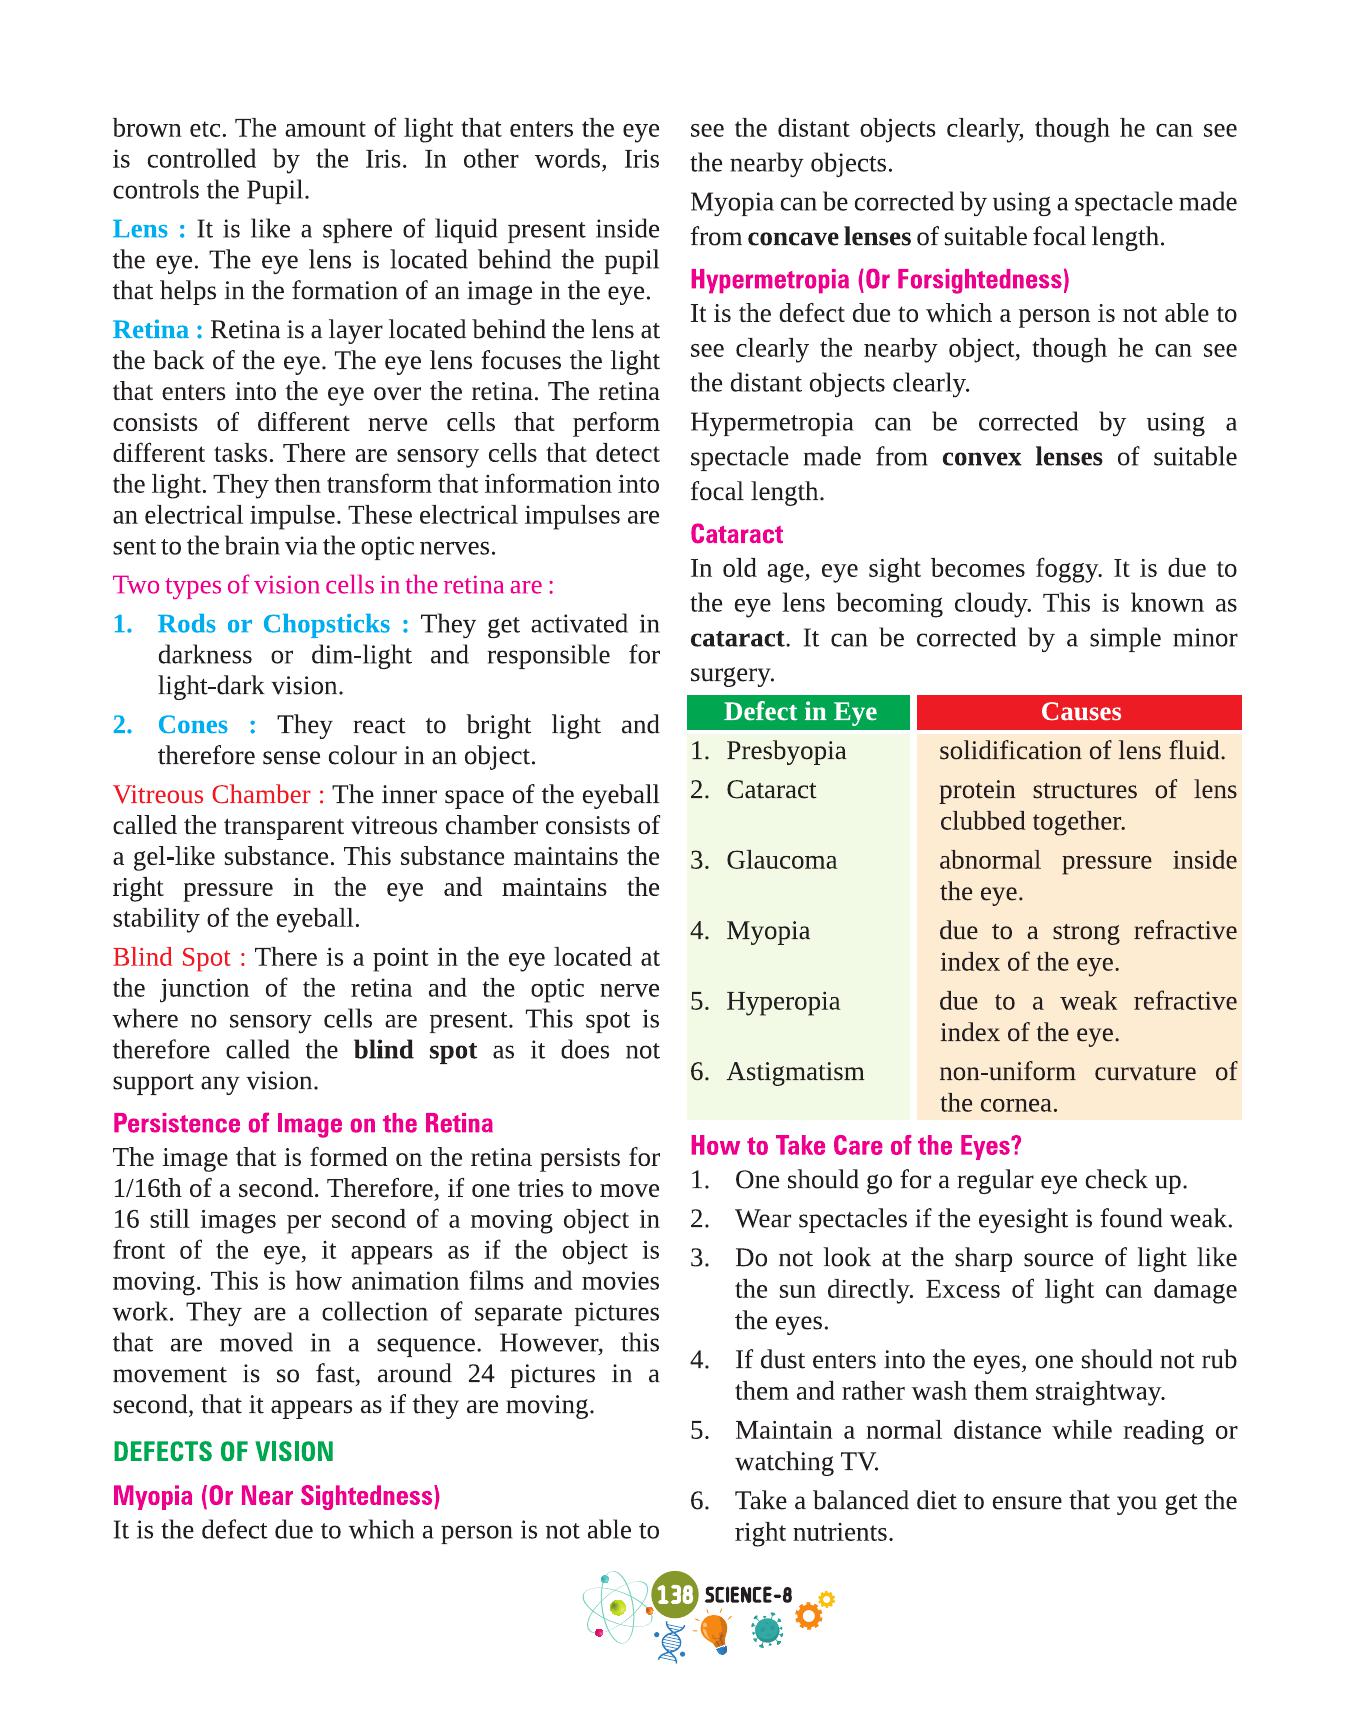 brown etc. The amount of light that enters the eye
is controlled by the Iris. In other words, Iris
controls the Pupil.
Lens : It is like a sphere of liquid present inside
the eye. The eye lens is located behind the pupil
that helps in the formation of an image in the eye.
Retina : Retina is a layer located behind the lens at
the back of the eye. The eye lens focuses the light
that enters into the eye over the retina. The retina
consists of different nerve cells that perform
different tasks. There are sensory cells that detect
the light. They then transform that information into
an electrical impulse. These electrical impulses are
sent to the brain via the optic nerves.
Two types of vision cells in the retina are :
1. Rods or Chopsticks : They get activated in
darkness or dim-light and responsible for
light-dark vision.
2. Cones : They react to bright light and
therefore sense colour in an object.
Vitreous Chamber : The inner space of the eyeball
called the transparent vitreous chamber consists of
a gel-like substance. This substance maintains the
right pressure in the eye and maintains the
stability of the eyeball.
Blind Spot : There is a point in the eye located at
the junction of the retina and the optic nerve
where no sensory cells are present. This spot is
therefore called the blind spot as it does not
support any vision.
Persistence of Image on the Retina
The image that is formed on the retina persists for
1/16th of a second. Therefore, if one tries to move
16 still images per second of a moving object in
front of the eye, it appears as if the object is
moving. This is how animation films and movies
work. They are a collection of separate pictures
that are moved in a sequence. However, this
movement is so fast, around 24 pictures in a
second, that it appears as if they are moving.
DEFECTS OF VISION
Myopia (Or Near Sightedness)
It is the defect due to which a person is not able to
see the distant objects clearly, though he can see
the nearby objects.
Myopia can be corrected by using a spectacle made
from concave lenses of suitable focal length.
Hypermetropia (Or Forsightedness)
It is the defect due to which a person is not able to
see clearly the nearby object, though he can see
the distant objects clearly.
Hypermetropia can be corrected by using a
spectacle made from convex lenses of suitable
focal length.
Cataract
In old age, eye sight becomes foggy. It is due to
the eye lens becoming cloudy. This is known as
cataract. It can be corrected by a simple minor
surgery.
Defect in Eye Causes
1. Presbyopia solidification of lens fluid.
2. Cataract protein structures of lens
clubbed together.
3. Glaucoma abnormal pressure inside
the eye.
4. Myopia due to a strong refractive
index of the eye.
5. Hyperopia due to a weak refractive
index of the eye.
6. Astigmatism non-uniform curvature of
the cornea.
How to Take Care of the Eyes?
1. One should go for a regular eye check up.
2. Wear spectacles if the eyesight is found weak.
3. Do not look at the sharp source of light like
the sun directly. Excess of light can damage
the eyes.
4. If dust enters into the eyes, one should not rub
them and rather wash them straightway.
5. Maintain a normal distance while reading or
watching TV.
6. Take a balanced diet to ensure that you get the
right nutrients.
138 SCIENCE-8